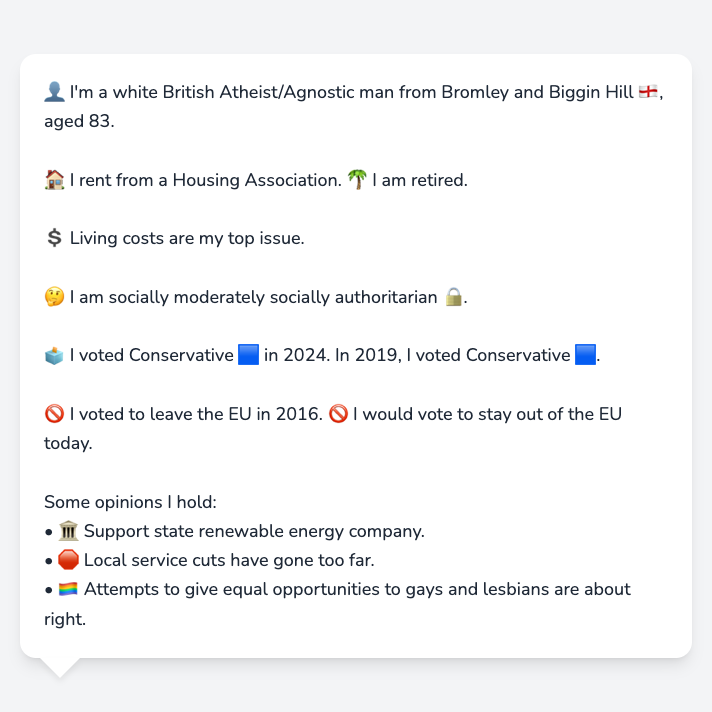 👤 I'm a white British Atheist/Agnostic man from Bromley and Biggin Hill 🏴󠁧󠁢󠁥󠁮󠁧󠁿,
aged 83.
🏠 I rent from a Housing Association. 🌴 I am retired.
💲 Living costs are my top issue.
🤔 I am socially moderately socially authoritarian 🔒.
🗳️ I voted Conservative 🟦 in 2024. In 2019, I voted Conservative 🟦.
🚫 I voted to leave the EU in 2016. 🚫 I would vote to stay out of the EU
today.
Some opinions I hold:
• 🏛️ Support state renewable energy company.
• 🛑 Local service cuts have gone too far.
• 🏳️‍🌈 Attempts to give equal opportunities to gays and lesbians are about
right.